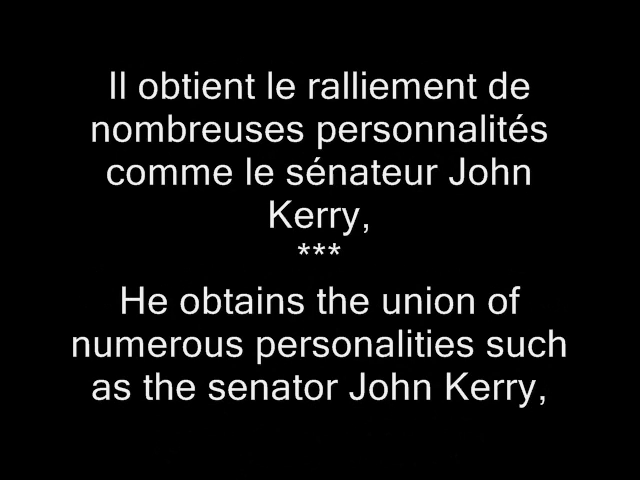 Il obtient le ralliement de
nombreuses personnalités
comme le sénateur John
Kerry,
***
He obtains the union of
numerous personalities such
as the senator John Kerry,